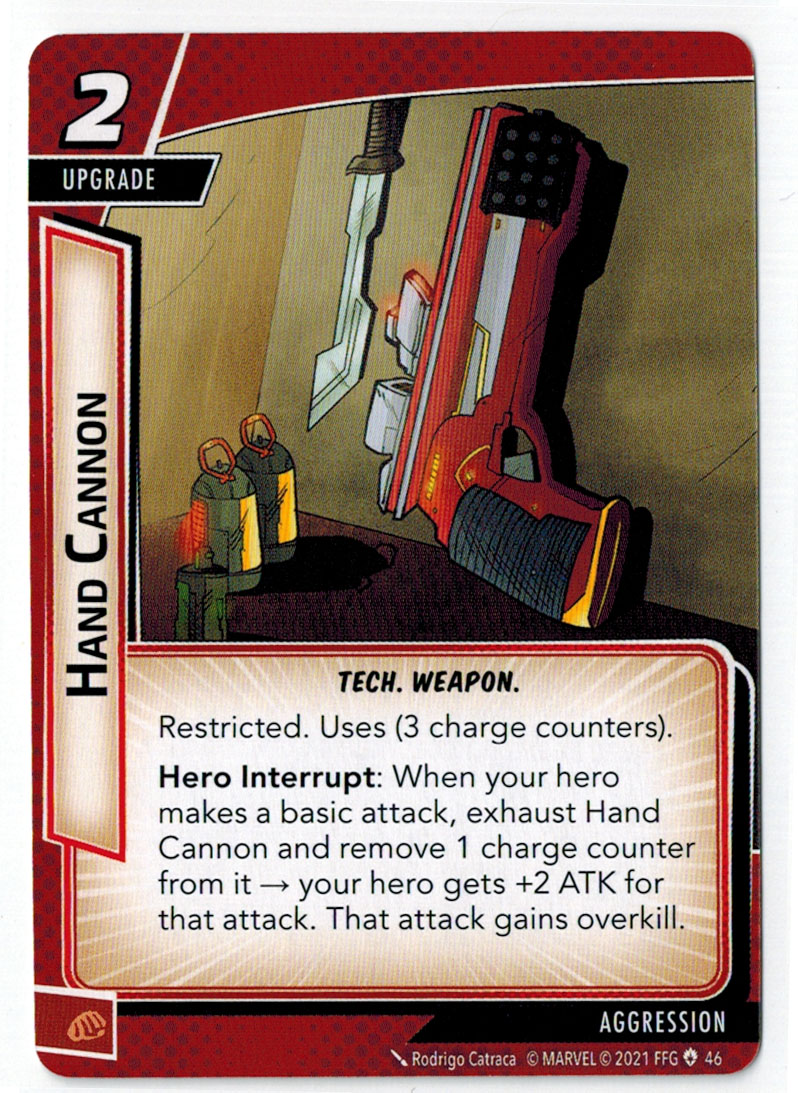 2
UPGRADE
HAND CANNON
TECH. WEAPON.
Restricted. Uses (3 charge counters).
Hero Interrupt: When your hero
makes a basic attack, exhaust Hand
Cannon and remove 1 charge counter
from it → your hero gets +2 ATK for
that attack. That attack gains overkill.
AGGRESSION
Rodrigo Catraca © MARVEL © 2021 FFG 46